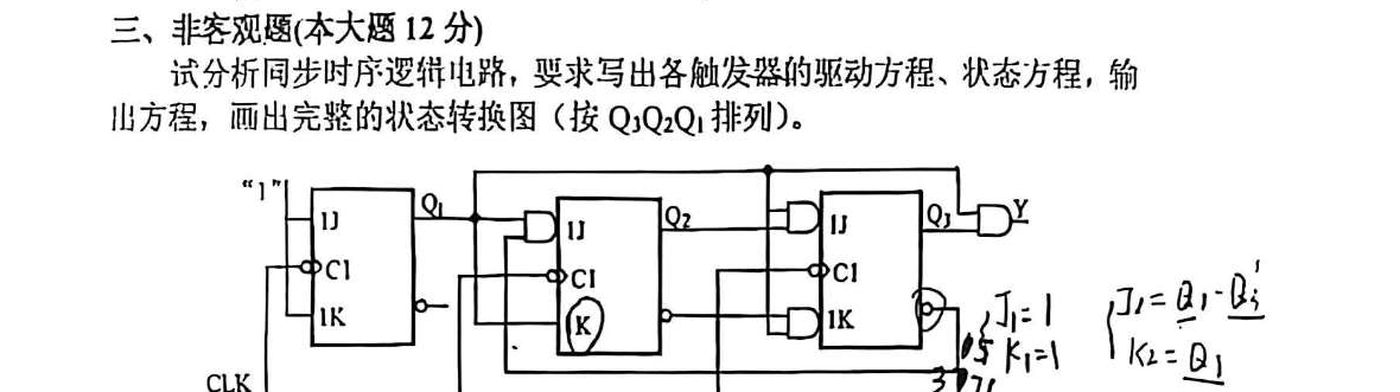 三、非客观题(本大题 12 分)
试分析同步时序逻辑电路，要求写出各触发器的驱动方程、状态方程，输
出方程，画出完整的状态转换图（按 Q₃Q₂Q₁ 排列）。
"1"
1J
C1
1K
Q₁
1J
C1
K
Q₂
1J
C1
1K
Q₃
Y
CLK
J₁=1
K₁=1
J₁=Q₁·Q₃'
K₂=Q₁